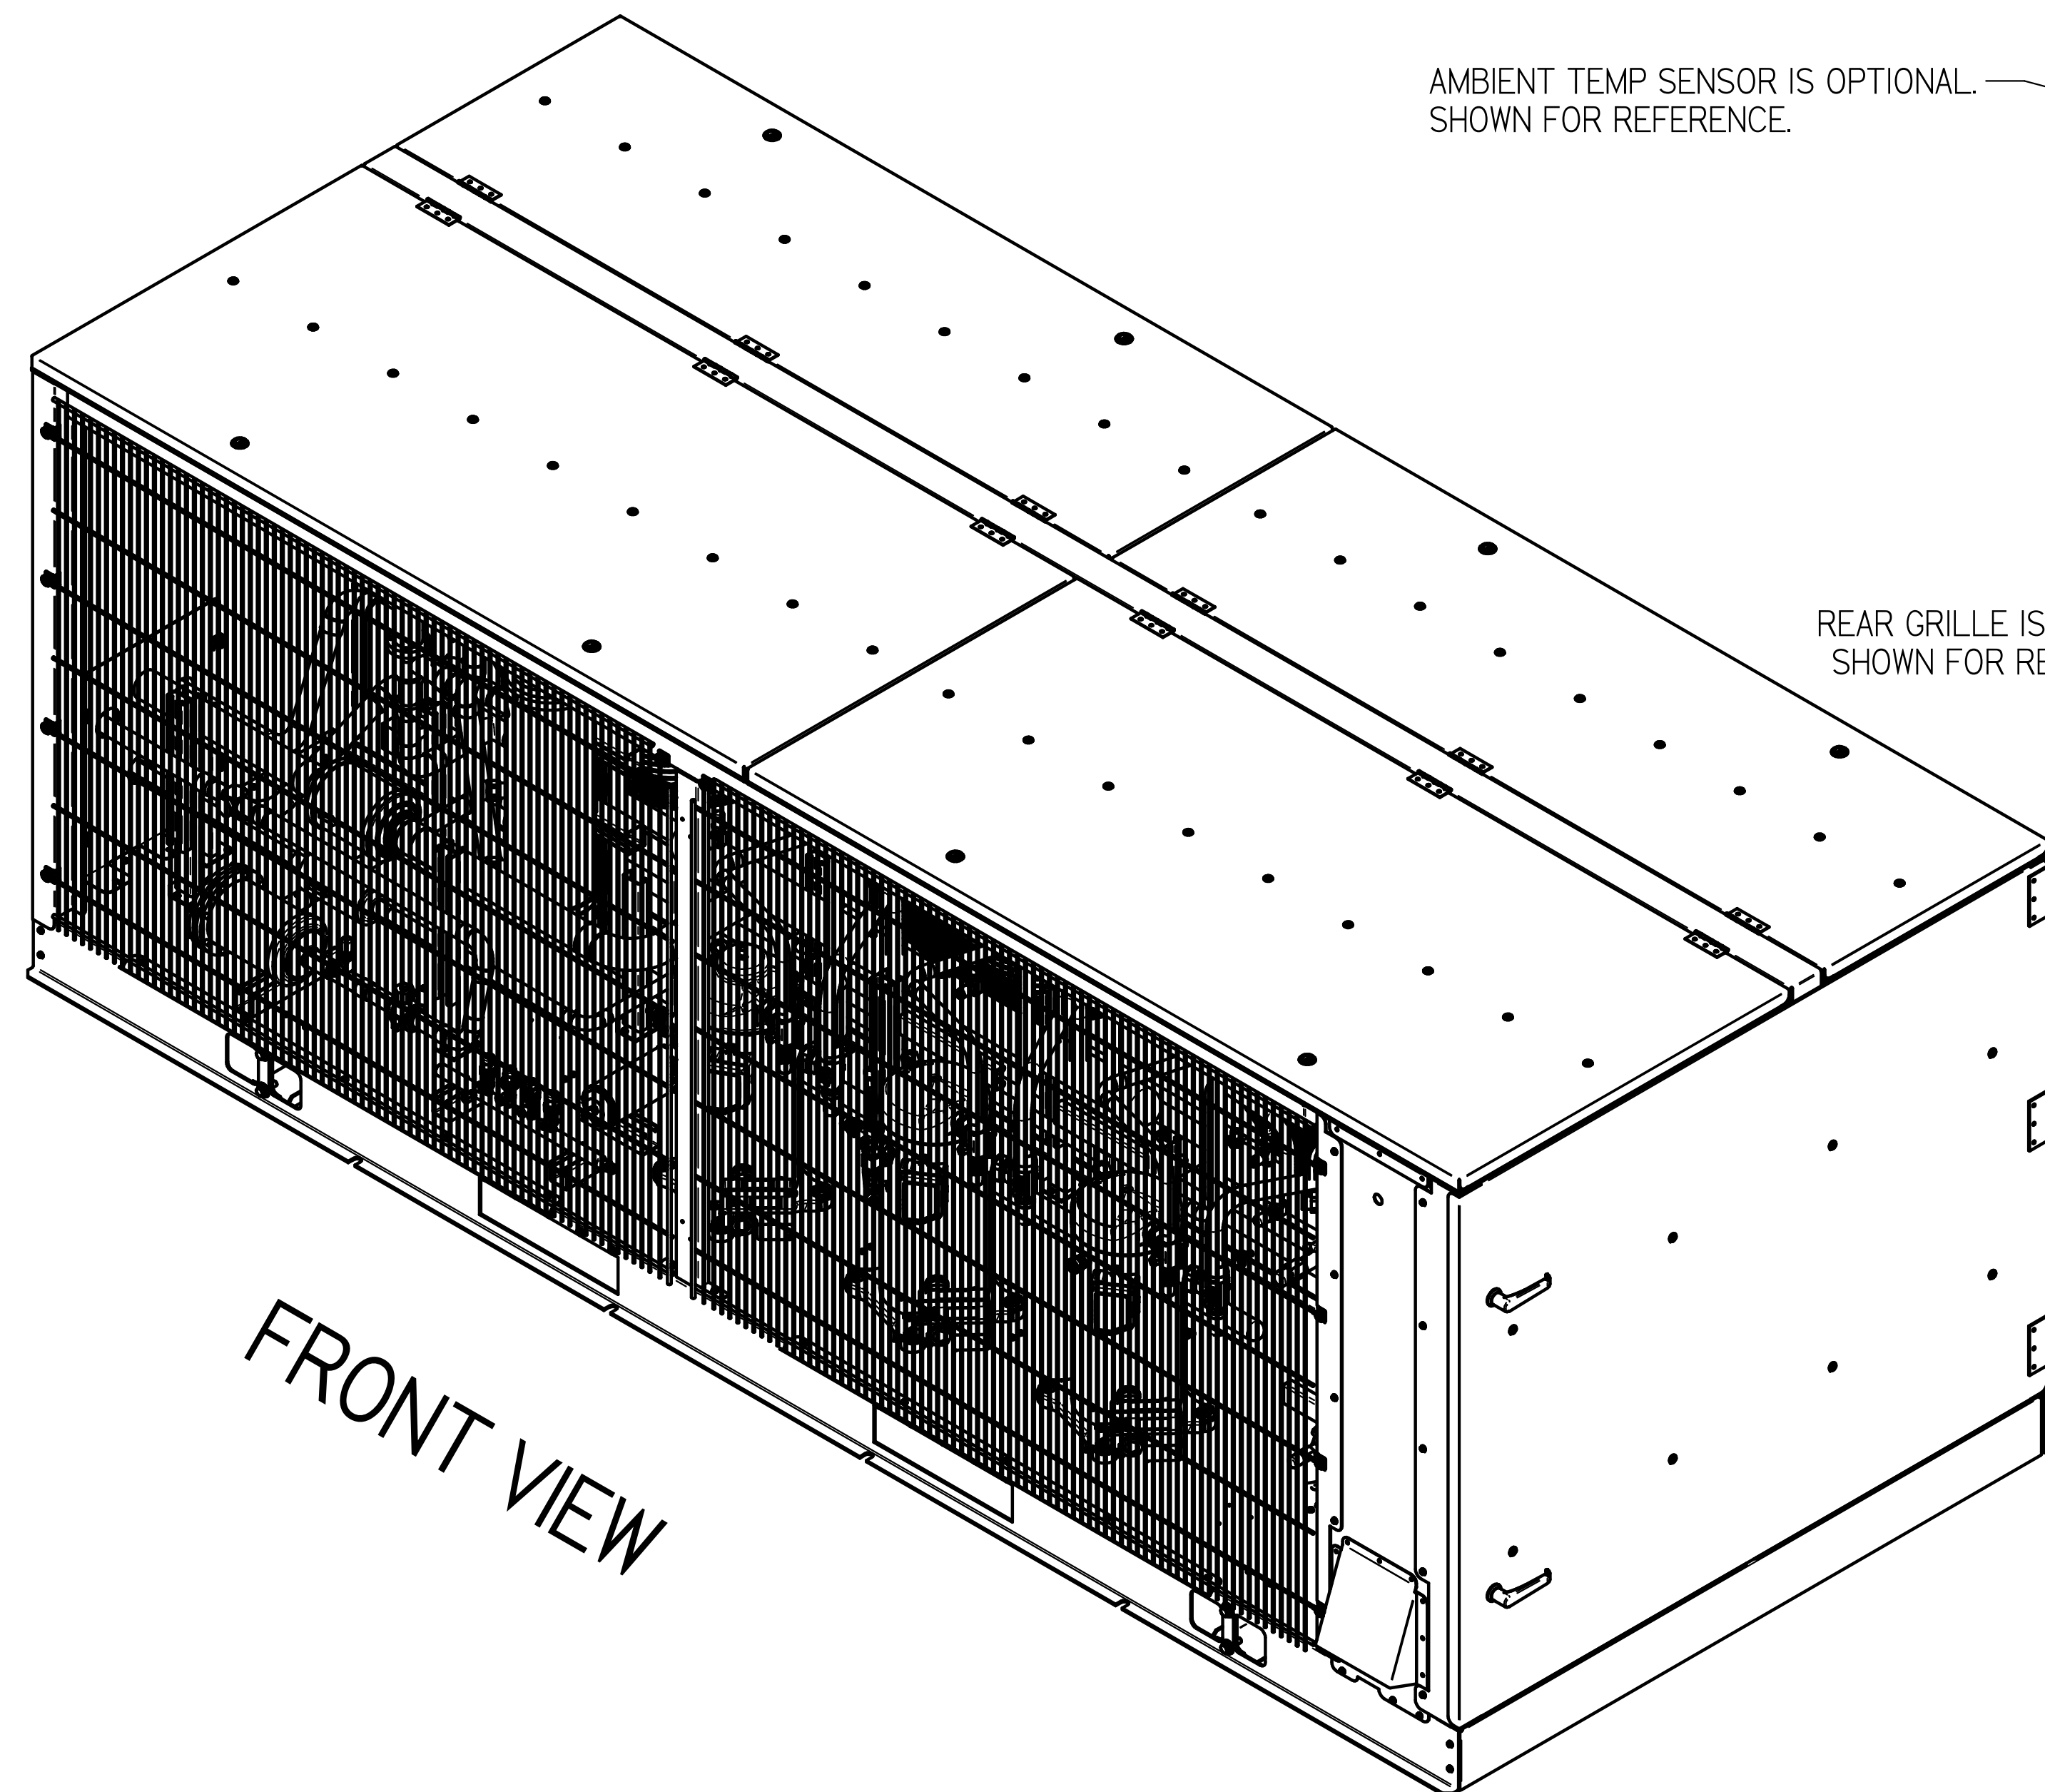 AMBIENT TEMP SENSOR IS OPTIONAL.
SHOWN FOR REFERENCE.
REAR GRILLE IS
SHOWN FOR
FRONT VIEW